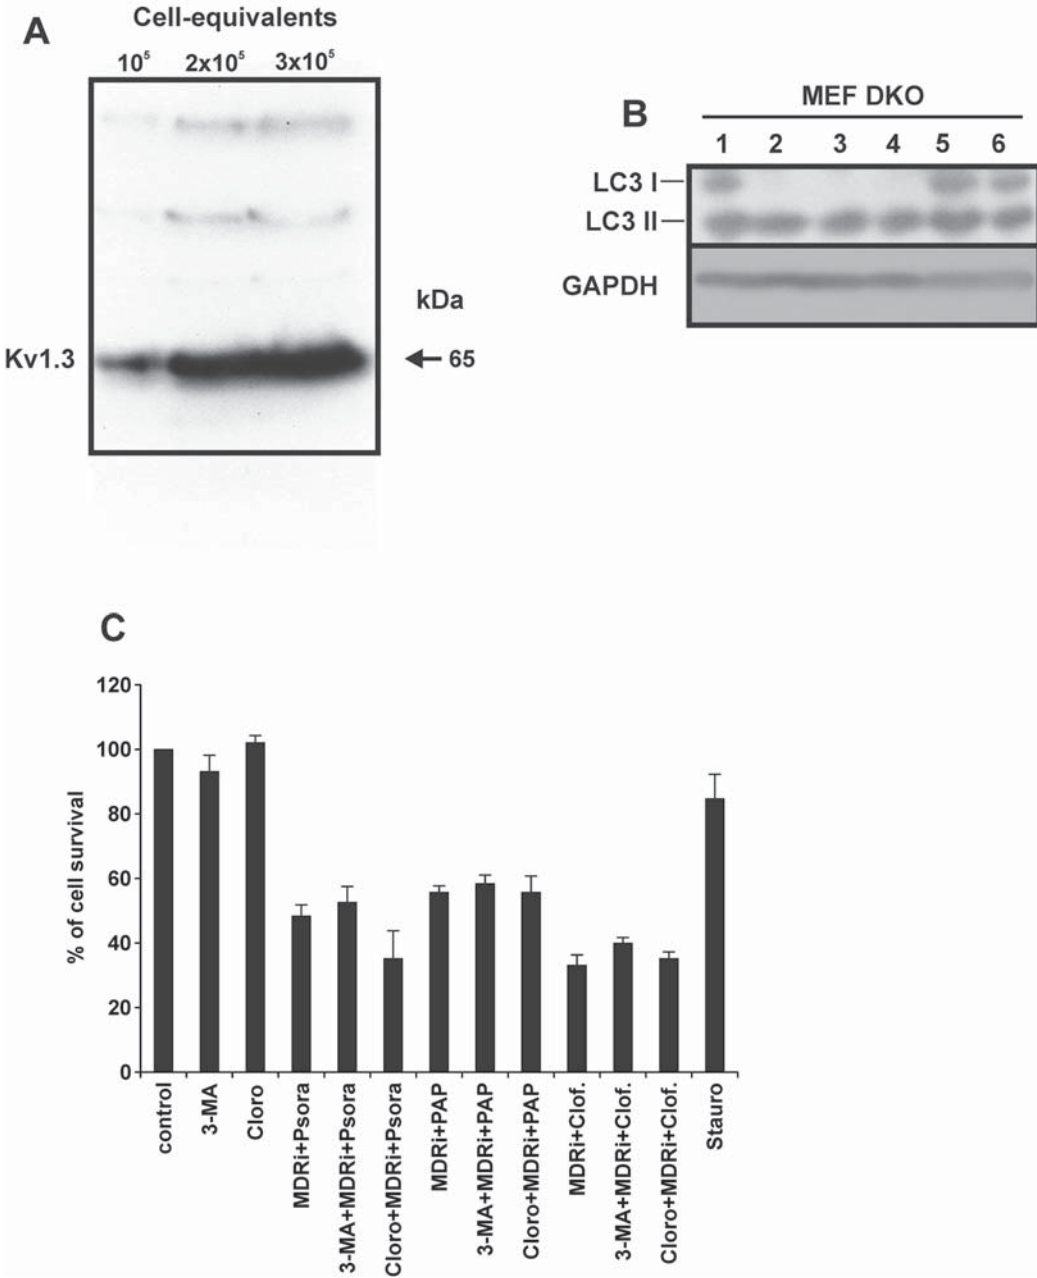 A
Cell-equivalents
10⁵ 2x10⁵ 3x10⁵
kDa
Kv1.3
65
B
MEF DKO
1 2 3 4 5 6
LC3 I
LC3 II
GAPDH
C
% of cell survival
120
100
80
60
40
20
0
control
3-MA
Cloro
MDRi+Psora
3-MA+MDRi+Psora
Cloro+MDRi+Psora
MDRi+PAP
3-MA+MDRi+PAP
Cloro+MDRi+PAP
MDRi+Clof.
3-MA+MDRi+Clof.
Cloro+MDRi+Clof.
Stauro